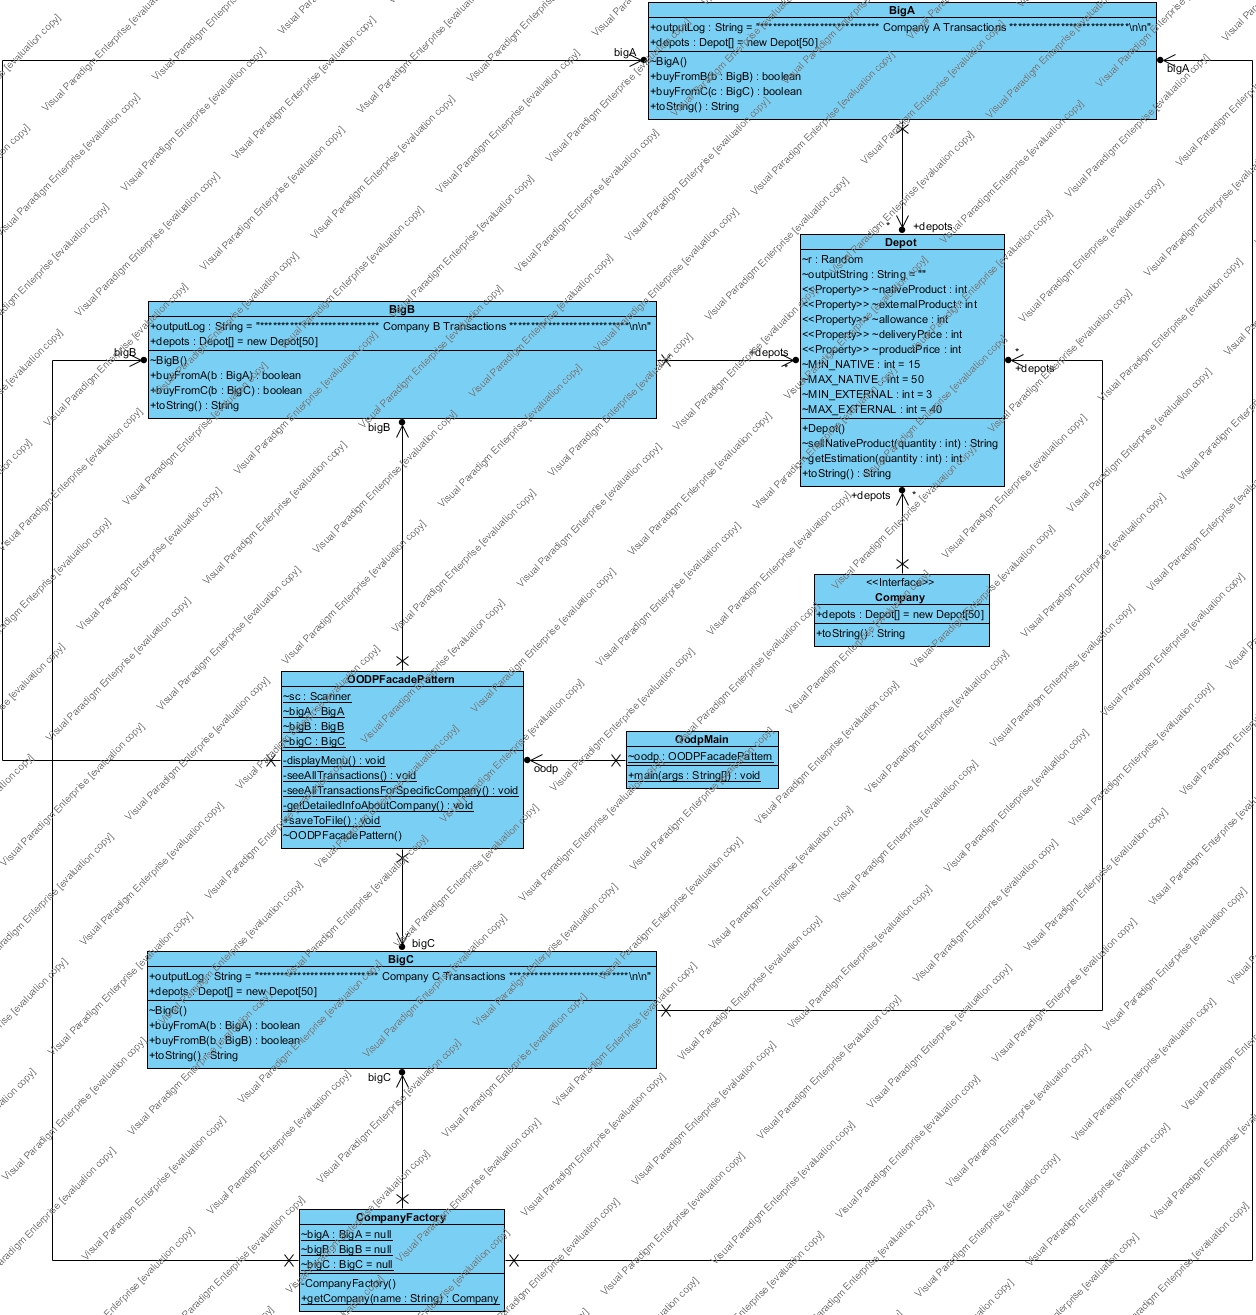 BigA
+outputLog : String = "**************************** Company A Transactions ****************************\n\n"
+depots : Depot[] = new Depot[50]
~BigA()
+buyFromB(b : BigB) : boolean
+buyFromC(c : BigC) : boolean
+toString() : String
bigA
bigA
* +depots
Depot
~r : Random
~outputString : String = ""
<<Property>> ~nativeProduct : int
<<Property>> ~externalProduct : int
<<Property>> ~allowance : int
<<Property>> ~deliveryPrice : int
<<Property>> ~productPrice : int
~MIN_NATIVE : int = 15
~MAX_NATIVE : int = 50
~MIN_EXTERNAL : int = 3
~MAX_EXTERNAL : int = 40
+Depot()
~sellNativeProduct(quantity : int) : String
~getEstimation(quantity : int) : int
+toString() : String
BigB
+outputLog : String = "**************************** Company B Transactions ****************************\n\n"
+depots : Depot[] = new Depot[50]
~BigB()
+buyFromA(b : BigA) : boolean
+buyFromC(b : BigC) : boolean
+toString() : String
bigB
bigB
+depots
*
*
+depots
+depots *
<<Interface>>
Company
+depots : Depot[] = new Depot[50]
+toString() : String
OODPFacadePattern
~sc : Scanner
~bigA : BigA
~bigB : BigB
~bigC : BigC
-displayMenu() : void
-seeAllTransactions() : void
-seeAllTransactionsForSpecificCompany() : void
-getDetailedInfoAboutCompany() : void
+saveToFile() : void
~OODPFacadePattern()
oodp
OodpMain
~oodp : OODPFacadePattern
+main(args : String[]) : void
bigC
BigC
+outputLog : String = "**************************** Company C Transactions ****************************\n\n"
+depots : Depot[] = new Depot[50]
~BigC()
+buyFromA(b : BigA) : boolean
+buyFromB(b : BigB) : boolean
+toString() : String
bigC
CompanyFactory
~bigA : BigA = null
~bigB : BigB = null
~bigC : BigC = null
-CompanyFactory()
+getCompany(name : String) : Company
Visual Paradigm Enterprise [evaluation copy]